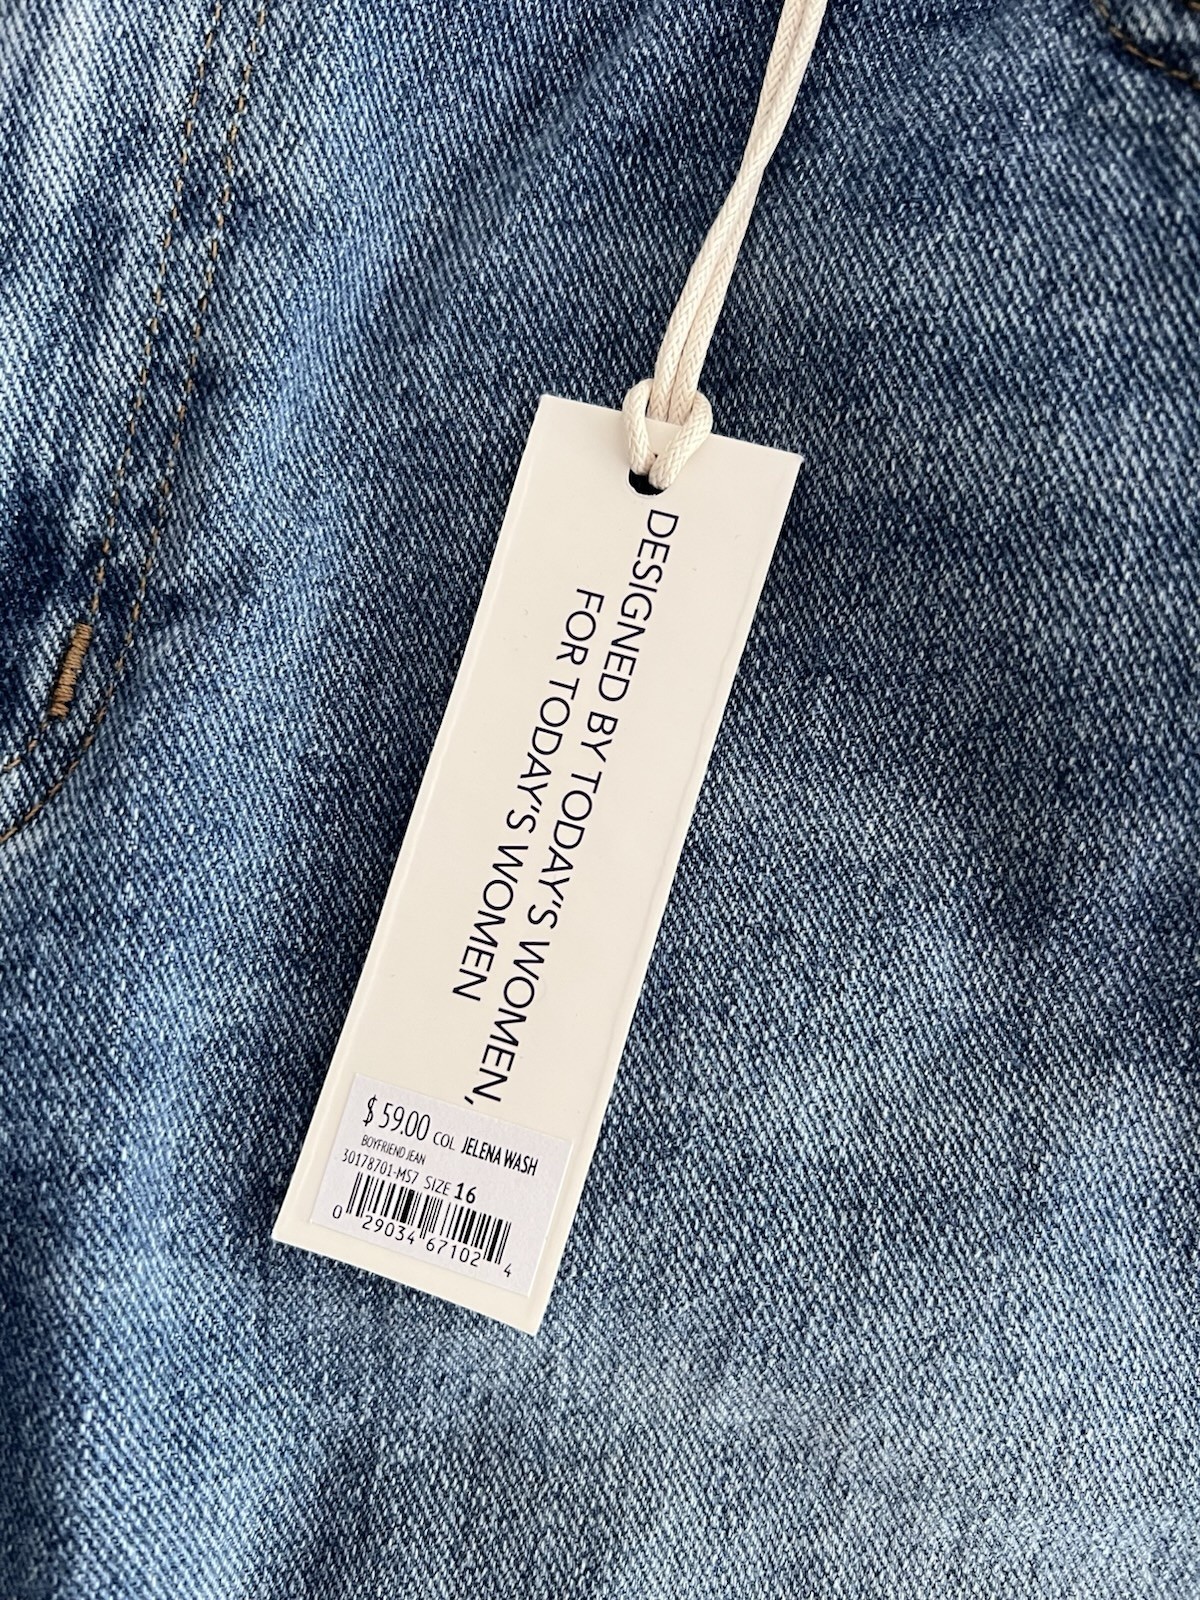 DESIGNED BY TODAY'S WOMEN,
FOR TODAY'S WOMEN
$ 59.00 COL JELENA WASH
BOYFRIEND JEAN
30178701-MS7 SIZE 16
0 29034 67102 4